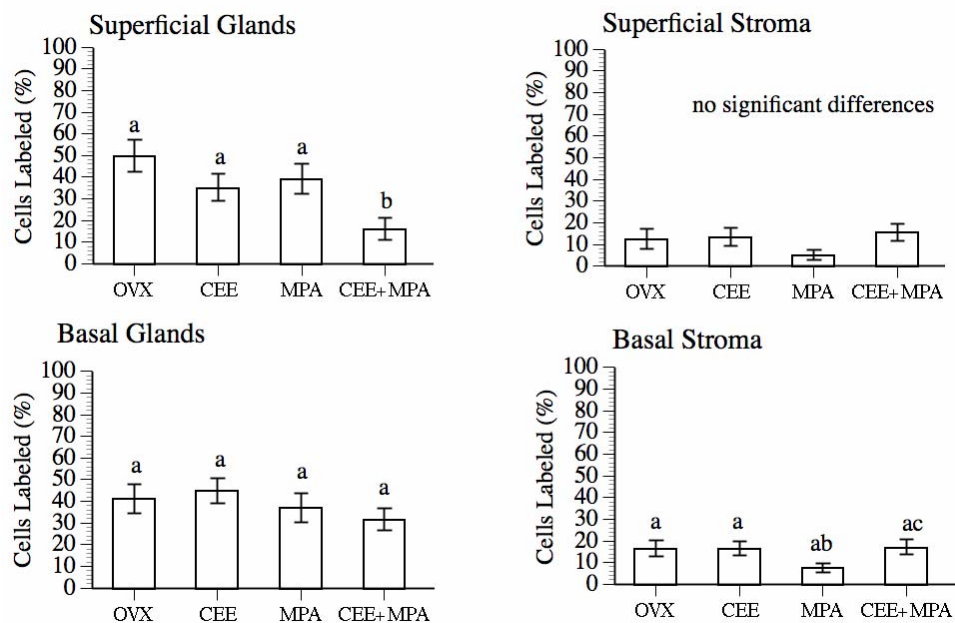 Superficial Glands
Cells Labeled (%)
100
90
80
70
60
50
40
30
20
10
0
a
a
a
b
OVX CEE MPA CEE+MPA
Superficial Stroma
Cells Labeled (%)
100
90
80
70
60
50
40
30
20
10
0
no significant differences
OVX CEE MPA CEE+MPA
Basal Glands
Cells Labeled (%)
100
90
80
70
60
50
40
30
20
10
0
a
a
a
a
OVX CEE MPA CEE+MPA
Basal Stroma
Cells Labeled (%)
100
90
80
70
60
50
40
30
20
10
0
a
a
ab
ac
OVX CEE MPA CEE+MPA